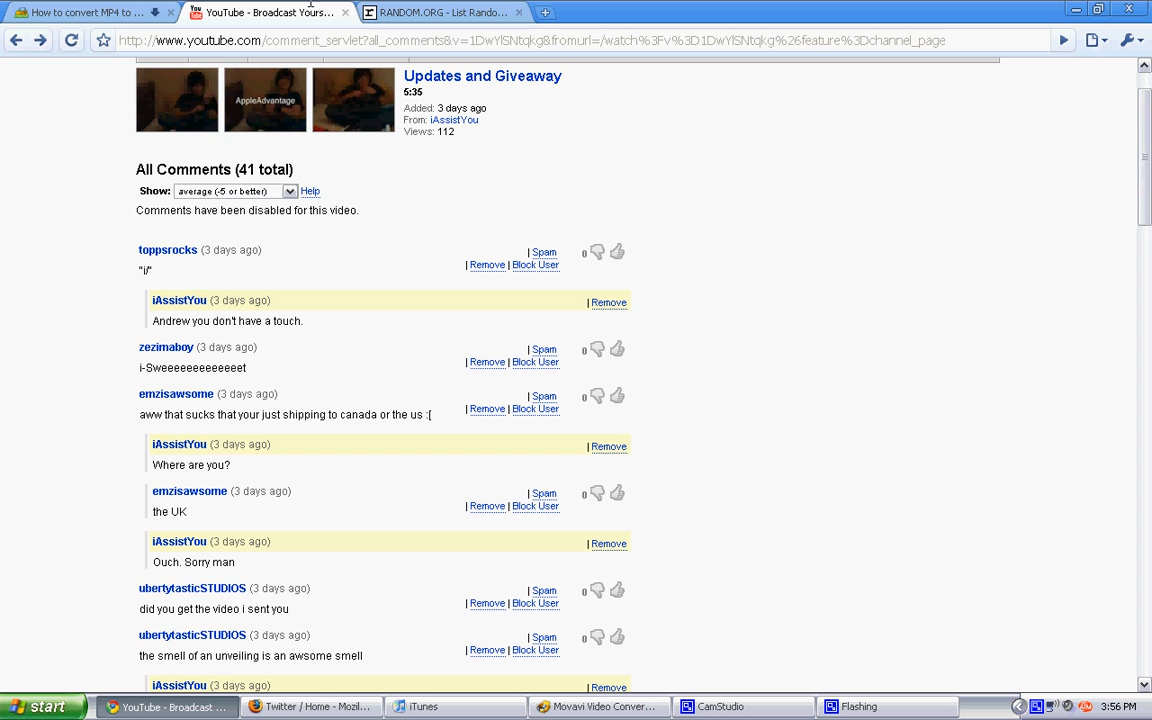 How to convert MP4 to ...
YouTube - Broadcast Yours...
RANDOM.ORG - List Rando...
http://www.youtube.com/comment_servlet?all_comments&v=1DwYlSNtqkg&fromurl=/watch%3Fv%3D1DwYlSNtqkg%26feature%3Dchannel_page
AppleAdvantage
Updates and Giveaway
5:35
Added: 3 days ago
From: iAssistYou
Views: 112
All Comments (41 total)
Show: average (-5 or better) Help
Comments have been disabled for this video.
toppsrocks (3 days ago) | Spam 0
| Remove | Block User
"i/"
iAssistYou (3 days ago) | Remove
Andrew you don't have a touch.
zezimaboy (3 days ago) | Spam 0
| Remove | Block User
i-Sweeeeeeeeeeeeet
emzisawsome (3 days ago) | Spam 0
| Remove | Block User
aww that sucks that your just shipping to canada or the us :[
iAssistYou (3 days ago) | Remove
Where are you?
emzisawsome (3 days ago) | Spam 0
| Remove | Block User
the UK
iAssistYou (3 days ago) | Remove
Ouch. Sorry man
ubertytasticSTUDIOS (3 days ago) | Spam 0
| Remove | Block User
did you get the video i sent you
ubertytasticSTUDIOS (3 days ago) | Spam 0
| Remove | Block User
the smell of an unveiling is an awsome smell
iAssistYou (3 days ago) | Remove
start
YouTube - Broadcast ...
Twitter / Home - Mozil...
iTunes
Movavi Video Conver...
CamStudio
Flashing
3:56 PM